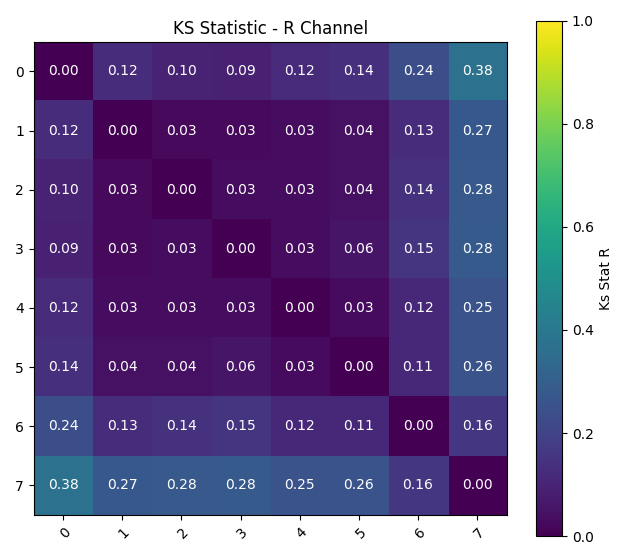 KS Statistic - R Channel
0 0.00 0.12 0.10 0.09 0.12 0.14 0.24 0.38
1 0.12 0.00 0.03 0.03 0.03 0.04 0.13 0.27
2 0.10 0.03 0.00 0.03 0.03 0.04 0.14 0.28
3 0.09 0.03 0.03 0.00 0.03 0.06 0.15 0.28
4 0.12 0.03 0.03 0.03 0.00 0.03 0.12 0.25
5 0.14 0.04 0.04 0.06 0.03 0.00 0.11 0.26
6 0.24 0.13 0.14 0.15 0.12 0.11 0.00 0.16
7 0.38 0.27 0.28 0.28 0.25 0.26 0.16 0.00
0 1 2 3 4 5 6 7
1.0
0.8
0.6
0.4
0.2
0.0
Ks Stat R